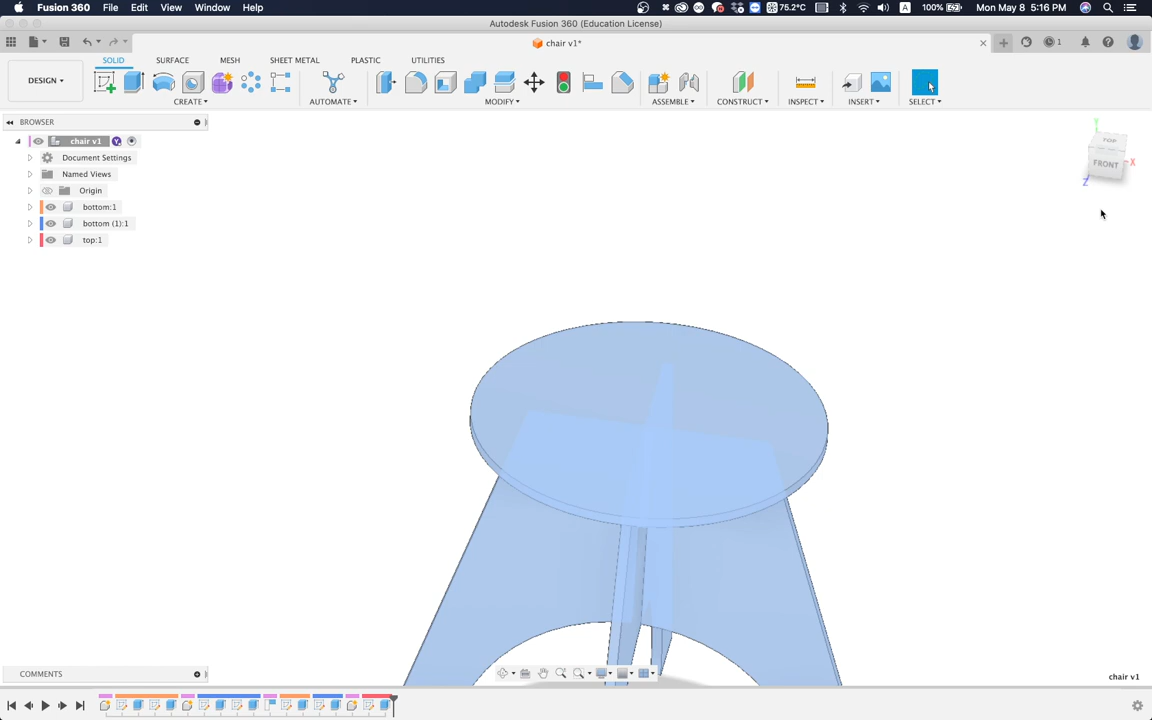 Fusion 360 File Edit View Window Help 75.2°C A 100% Mon May 8 5:16 PM
Autodesk Fusion 360 (Education License)
chair v1* 1
SOLID SURFACE MESH SHEET METAL PLASTIC UTILITIES
DESIGN
CREATE AUTOMATE MODIFY ASSEMBLE CONSTRUCT INSPECT INSERT SELECT
BROWSER
chair v1
Document Settings
Named Views
Origin
bottom:1
bottom (1):1
top:1
Y
TOP
FRONT X
Z
COMMENTS
chair v1